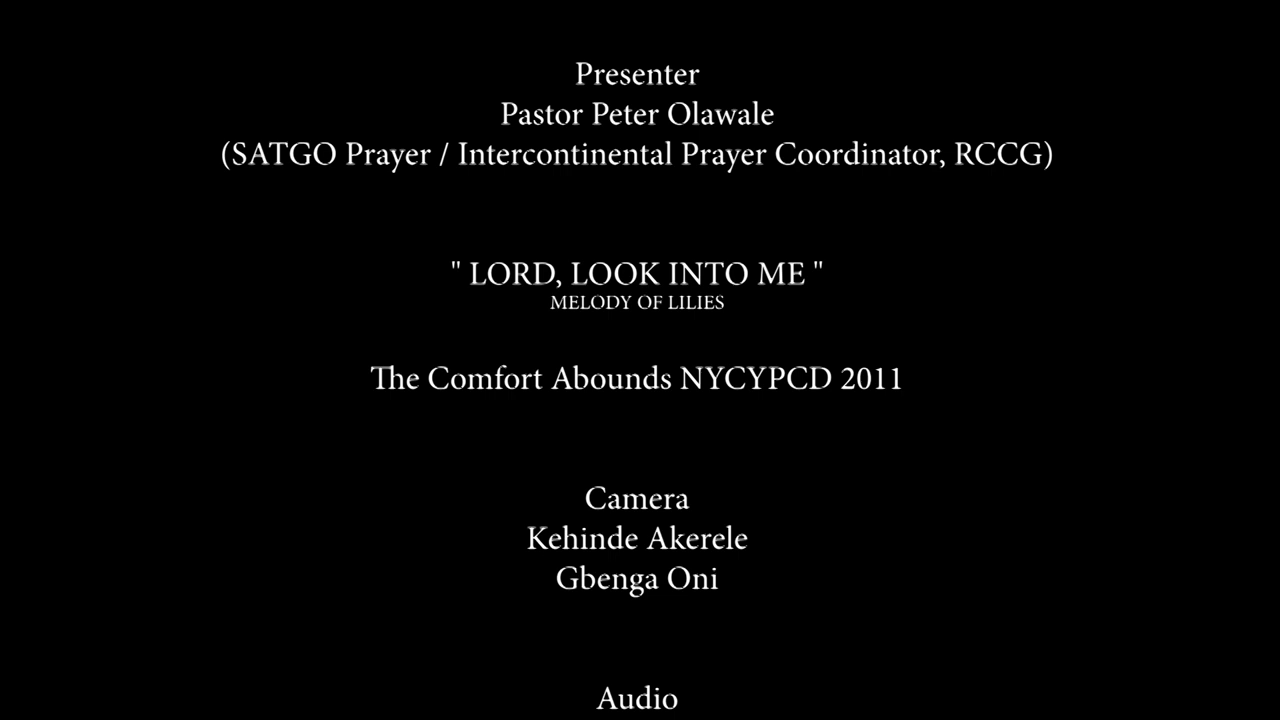 Presenter
Pastor Peter Olawale
(SATGO Prayer / Intercontinental Prayer Coordinator, RCCG)
" LORD, LOOK INTO ME "
MELODY OF LILIES
The Comfort Abounds NYCYPCD 2011
Camera
Kehinde Akerele
Gbenga Oni
Audio